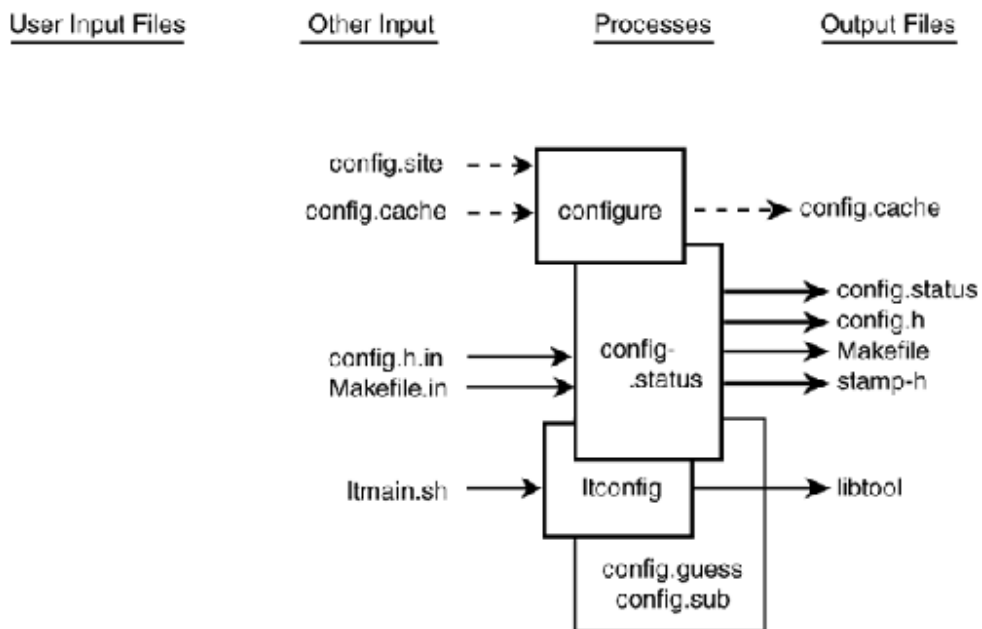 User Input Files
Other Input
Processes
Output Files
config.site
configure
config.cache
config.cache
config.status
config.h
config.h.in
config-
.status
Makefile
Makefile.in
stamp-h
ltmain.sh
ltconfig
libtool
config.guess
config.sub